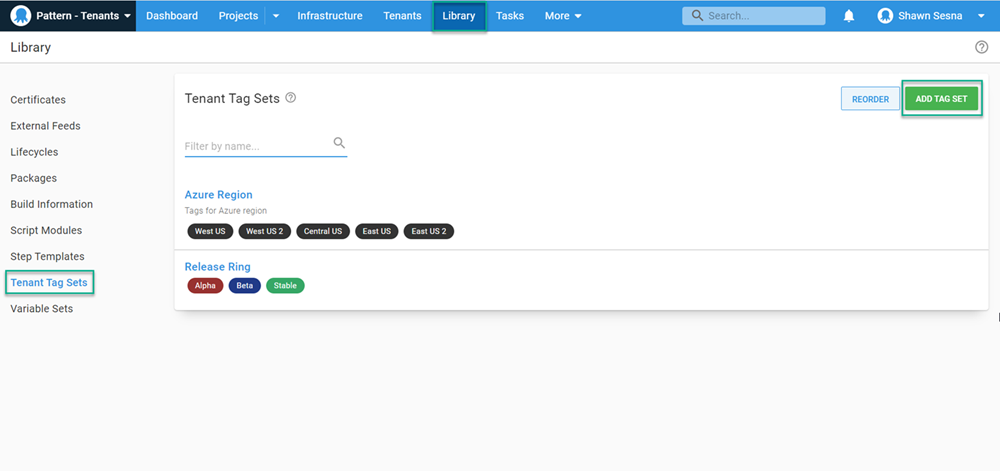 Pattern - Tenants Dashboard Projects Infrastructure Tenants Library Tasks More Search... Shawn Sesna
Library
Certificates
External Feeds
Lifecycles
Packages
Build Information
Script Modules
Step Templates
Tenant Tag Sets
Variable Sets
Tenant Tag Sets ? REORDER ADD TAG SET
Filter by name...
Azure Region
Tags for Azure region
West US West US 2 Central US East US East US 2
Release Ring
Alpha Beta Stable